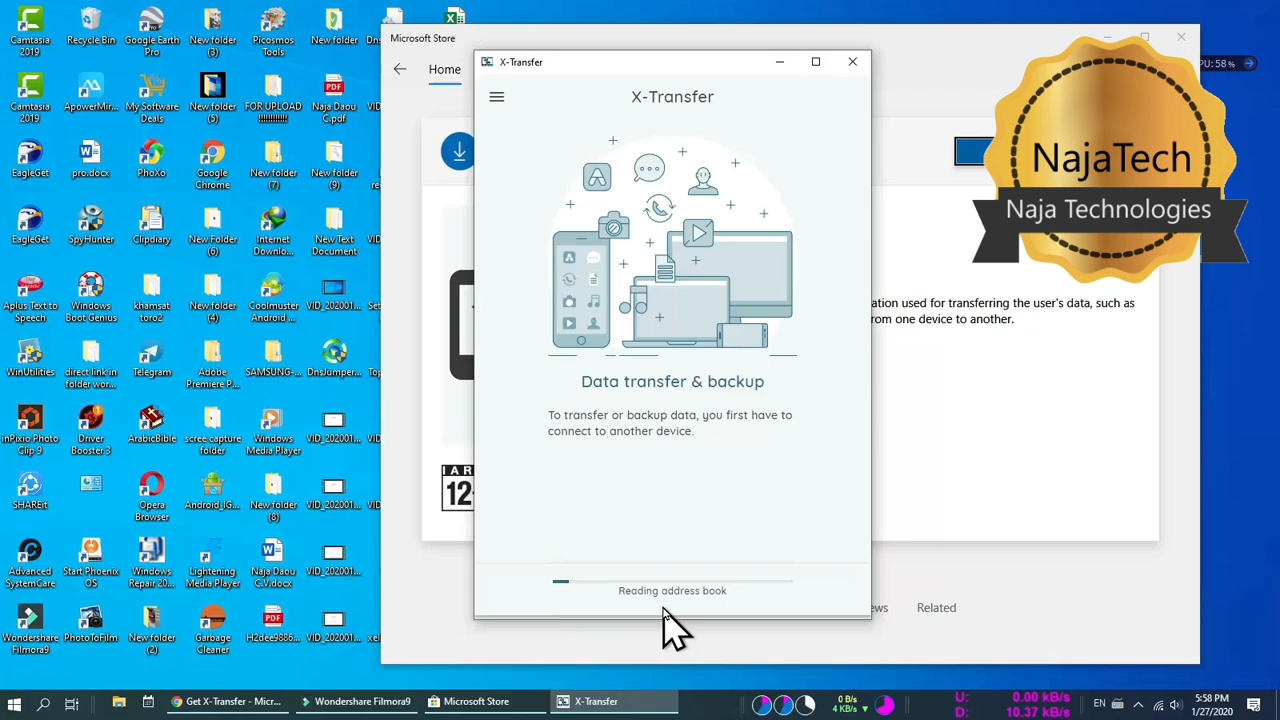 Camtasia
2019
Recycle Bin
Google Earth
Pro
New folder
(3)
Picosmos
Tools
New folder
Camtasia
2019
ApowerMir...
My Software
Deals
New folder
(5)
FOR UPLOAD
!!!!!!!!!!!!
Naja Daou
C.pdf
EagleGet
pro.docx
PhoXo
Google
Chrome
New folder
(7)
New folder
(9)
EagleGet
SpyHunter
Clipdiary
New Folder
(6)
Internet
Downlo...
New Text
Document
Aplus Text to
Speech
Windows
Boot Genius
khamsat
toro2
New folder
(4)
Coolmuster
Android ...
VID_202001...
WinUtilities
direct link in
folder wor...
Telegram
Adobe
Premiere P...
SAMSUNG-...
DnsJumper...
inPixio Photo
Clip 9
Driver
Booster 3
ArabicBible
scree capture
folder
Windows
Media Player
VID_202001...
SHAREit
Opera
Browser
Android_IG...
New folder
(8)
VID_202001...
Advanced
SystemCare
Start Phoenix
OS
Windows
Repair 20...
Lightening
Media Player
Naja Daou
C.V.docx
VID_202001...
Wondershare
Filmora9
PhotoToFilm
New folder
(2)
Garbage
Cleaner
H2dee9886...
VID_202001...
Microsoft Store
Home
12+
X-Transfer
X-Transfer
Data transfer & backup
To transfer or backup data, you first have to
connect to another device.
Reading address book
ation used for transferring the user's data, such as
from one device to another.
ews
Related
PU: 58 %
NajaTech
Naja Technologies
Get X-Transfer - Micr...
Wondershare Filmora9
Microsoft Store
X-Transfer
0 B/s
4 KB/s
U: 0.00 kB/s
D: 10.37 kB/s
EN
5:58 PM
1/27/2020